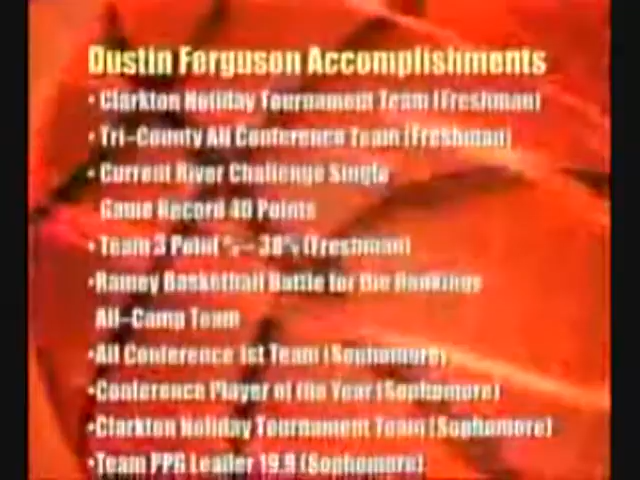 Dustin Ferguson Accomplishments
• Clarkton Holiday Tournament Team (Freshman)
• Tri-County All Conference Team (Freshman)
• Current River Challenge Single
Game Record 40 Points
• Team 3 Point % - 38% (Freshman)
•Ramey Basketball Battle for the Rankings
All-Camp Team
•All Conference 1st Team (Sophomore)
•Conference Player of the Year (Sophomore)
•Clarkton Holiday Tournament Team (Sophomore)
•Team PPG Leader 19.9 (Sophomore)